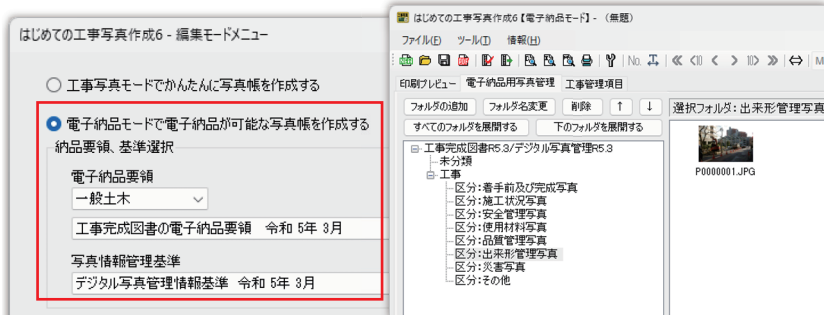 はじめての工事写真作成6 - 編集モードメニュー
工事写真モードでかんたんに写真帳を作成する
電子納品モードで電子納品が可能な写真帳を作成する
納品要領、基準選択
電子納品要領
一般土木
工事完成図書の電子納品要領 令和 5年 3月
写真情報管理基準
デジタル写真管理情報基準 令和 5年 3月
はじめての工事写真作成6【電子納品モード】 - （無題）
ファイル(F) ツール(T) 情報(H)
No.
印刷プレビュー 電子納品用写真管理 工事管理項目
フォルダの追加 フォルダ名変更 削除 ↑ ↓
選択フォルダ：出来形管理写真
すべてのフォルダを展開する 下のフォルダを展開する
工事完成図書R5.3/デジタル写真管理R5.3
未分類
工事
区分：着手前及び完成写真
区分：施工状況写真
区分：安全管理写真
区分：使用材料写真
区分：品質管理写真
区分：出来形管理写真
区分：災害写真
区分：その他
P0000001.JPG